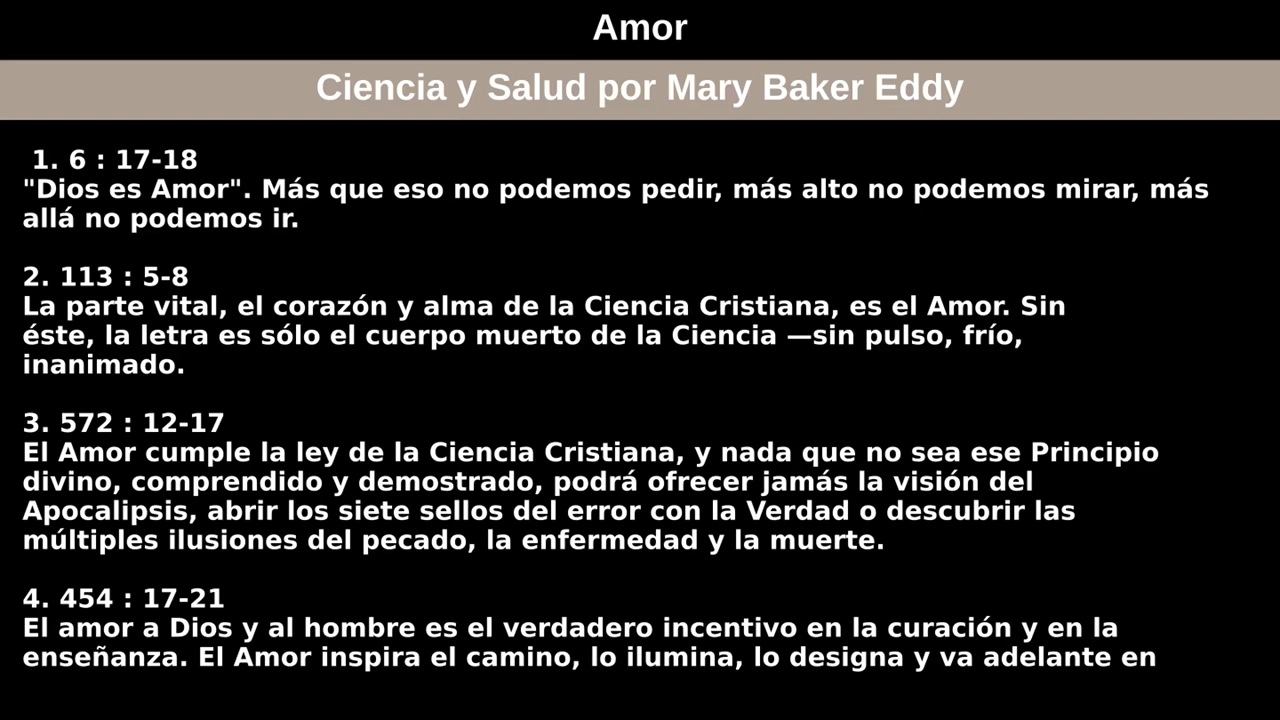 Amor
Ciencia y Salud por Mary Baker Eddy
1. 6 : 17-18
"Dios es Amor". Más que eso no podemos pedir, más alto no podemos mirar, más
allá no podemos ir.
2. 113 : 5-8
La parte vital, el corazón y alma de la Ciencia Cristiana, es el Amor. Sin
éste, la letra es sólo el cuerpo muerto de la Ciencia —sin pulso, frío,
inanimado.
3. 572 : 12-17
El Amor cumple la ley de la Ciencia Cristiana, y nada que no sea ese Principio
divino, comprendido y demostrado, podrá ofrecer jamás la visión del
Apocalipsis, abrir los siete sellos del error con la Verdad o descubrir las
múltiples ilusiones del pecado, la enfermedad y la muerte.
4. 454 : 17-21
El amor a Dios y al hombre es el verdadero incentivo en la curación y en la
enseñanza. El Amor inspira el camino, lo ilumina, lo designa y va adelante en